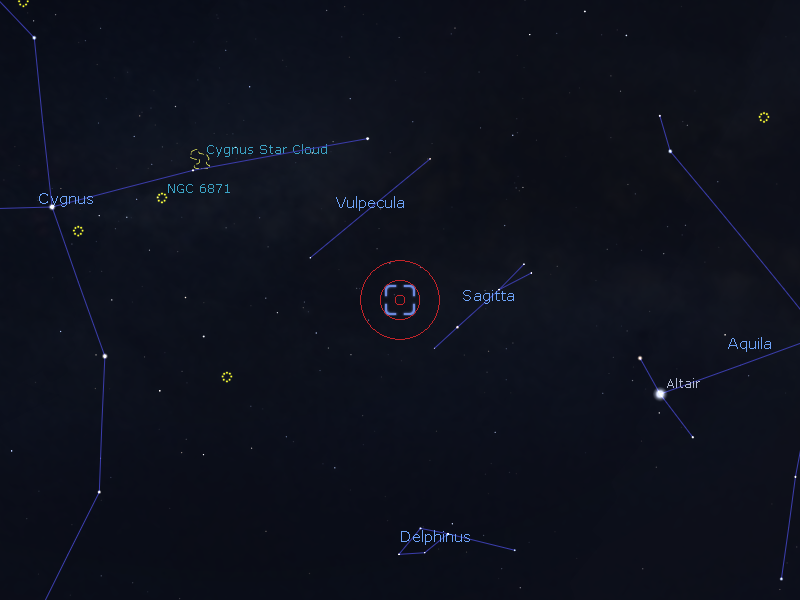 Cygnus Star Cloud
NGC 6871
Cygnus
Vulpecula
Sagitta
Aquila
Altair
Delphinus